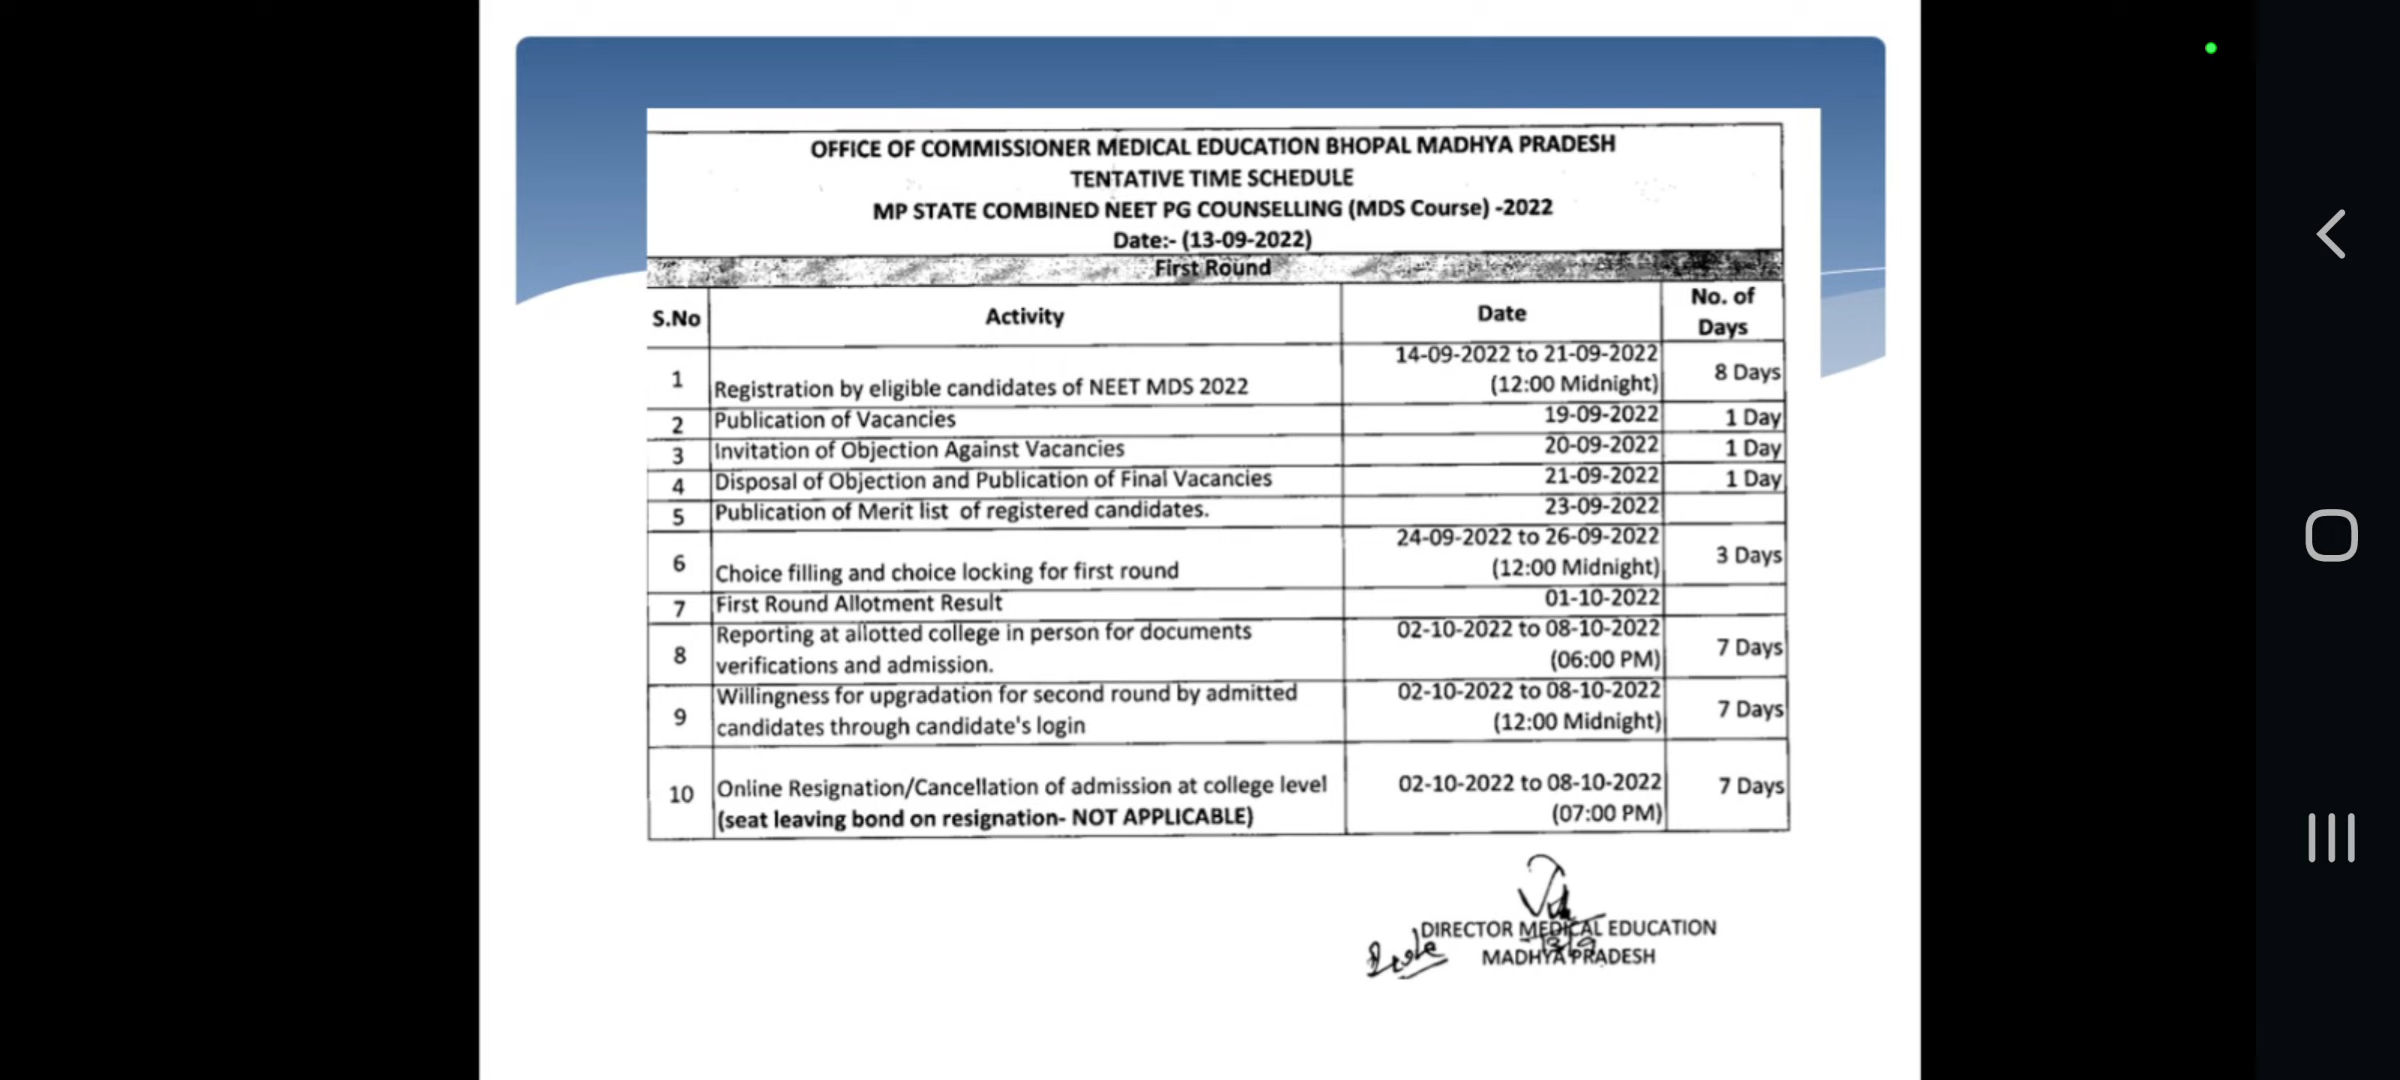 OFFICE OF COMMISSIONER MEDICAL EDUCATION BHOPAL MADHYA PRADESH
TENTATIVE TIME SCHEDULE
MP STATE COMBINED NEET PG COUNSELLING (MDS Course) -2022
Date:- (13-09-2022)
First Round
S.No Activity Date No. of Days
1 Registration by eligible candidates of NEET MDS 2022 14-09-2022 to 21-09-2022 (12:00 Midnight) 8 Days
2 Publication of Vacancies 19-09-2022 1 Day
3 Invitation of Objection Against Vacancies 20-09-2022 1 Day
4 Disposal of Objection and Publication of Final Vacancies 21-09-2022 1 Day
5 Publication of Merit list of registered candidates. 23-09-2022
6 Choice filling and choice locking for first round 24-09-2022 to 26-09-2022 (12:00 Midnight) 3 Days
7 First Round Allotment Result 01-10-2022
8 Reporting at allotted college in person for documents verifications and admission. 02-10-2022 to 08-10-2022 (06:00 PM) 7 Days
9 Willingness for upgradation for second round by admitted candidates through candidate's login 02-10-2022 to 08-10-2022 (12:00 Midnight) 7 Days
10 Online Resignation/Cancellation of admission at college level (seat leaving bond on resignation- NOT APPLICABLE) 02-10-2022 to 08-10-2022 (07:00 PM) 7 Days
DIRECTOR MEDICAL EDUCATION
MADHYA PRADESH